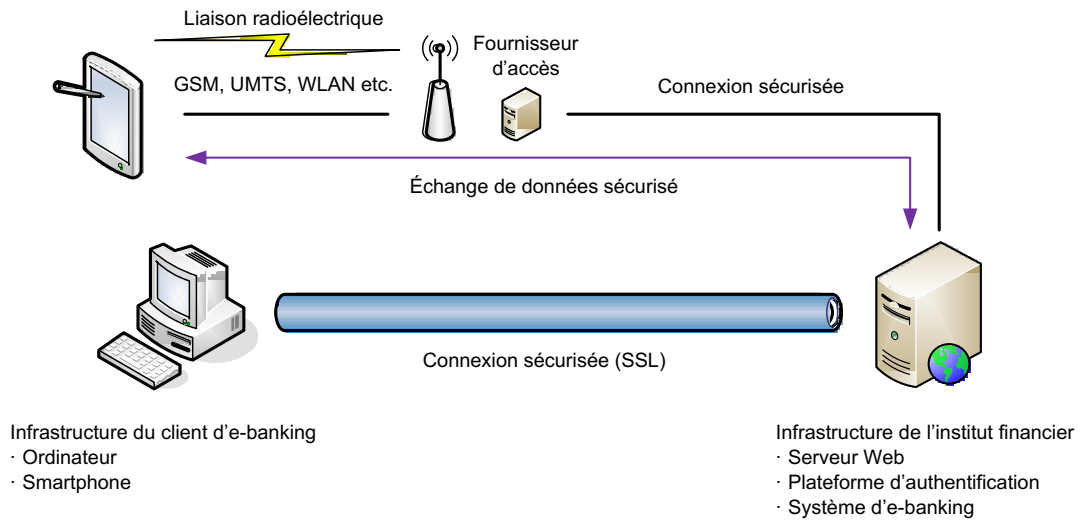 Liaison radioélectrique
GSM, UMTS, WLAN etc.
Fournisseur
d'accès
Connexion sécurisée
Échange de données sécurisé
Connexion sécurisée (SSL)
Infrastructure du client d'e-banking
· Ordinateur
· Smartphone
Infrastructure de l'institut financier
· Serveur Web
· Plateforme d'authentification
· Système d'e-banking